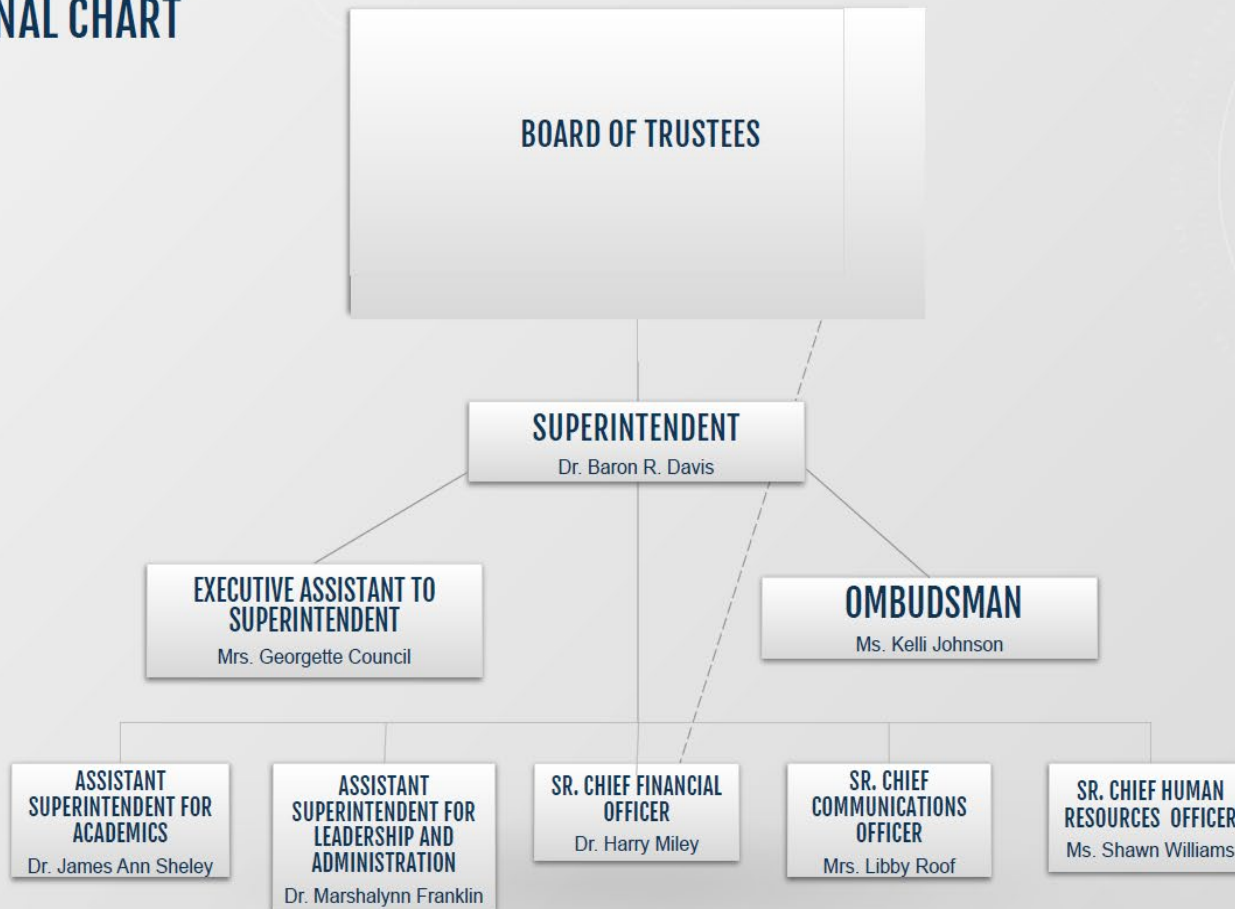 NAL CHART
BOARD OF TRUSTEES
SUPERINTENDENT
Dr. Baron R. Davis
EXECUTIVE ASSISTANT TO
SUPERINTENDENT
Mrs. Georgette Council
OMBUDSMAN
Ms. Kelli Johnson
ASSISTANT
SUPERINTENDENT FOR
ACADEMICS
Dr. James Ann Sheley
ASSISTANT
SUPERINTENDENT FOR
LEADERSHIP AND
ADMINISTRATION
Dr. Marshalynn Franklin
SR. CHIEF FINANCIAL
OFFICER
Dr. Harry Miley
SR. CHIEF
COMMUNICATIONS
OFFICER
Mrs. Libby Roof
SR. CHIEF HUMAN
RESOURCES OFFICER
Ms. Shawn Williams